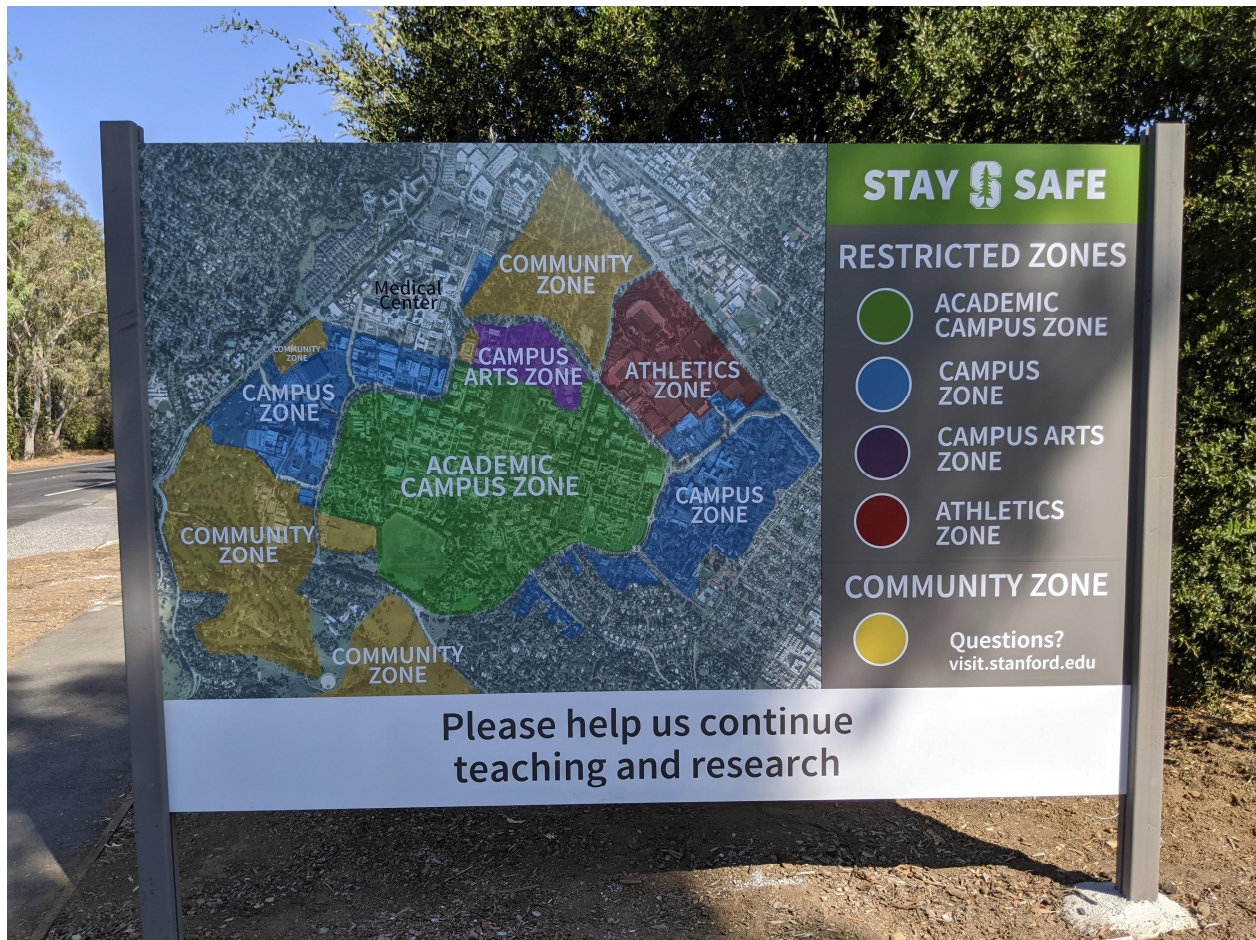 STAY S SAFE
RESTRICTED ZONES
ACADEMIC
CAMPUS ZONE
CAMPUS
ZONE
CAMPUS ARTS
ZONE
ATHLETICS
ZONE
COMMUNITY ZONE
Questions?
visit.stanford.edu
COMMUNITY
ZONE
Medical
Center
COMMUNITY
ZONE
CAMPUS
ARTS ZONE
ATHLETICS
ZONE
CAMPUS
ZONE
ACADEMIC
CAMPUS ZONE
CAMPUS
ZONE
COMMUNITY
ZONE
COMMUNITY
ZONE
Please help us continue
teaching and research